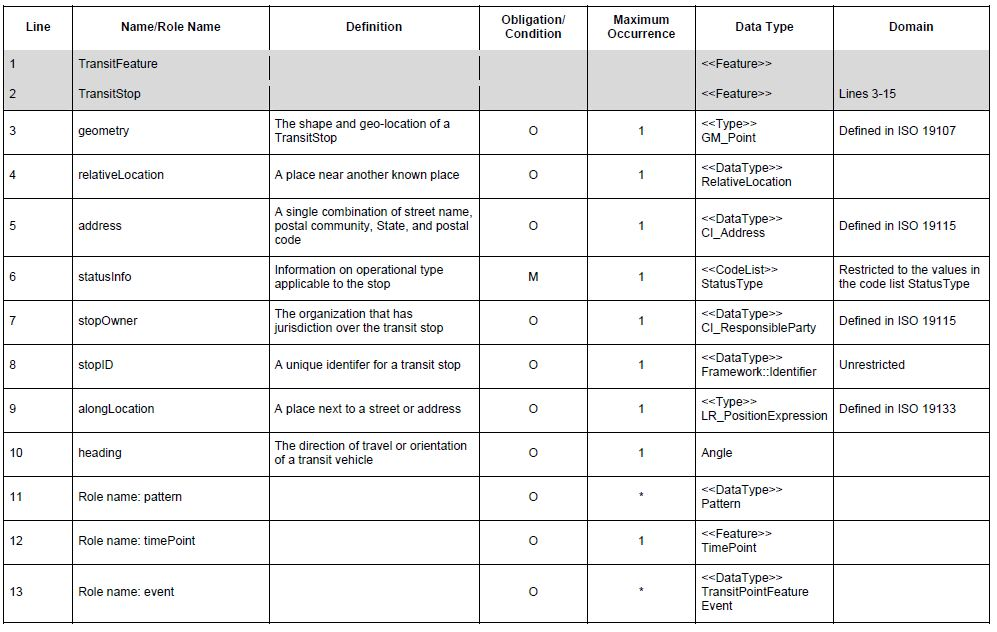 Line Name/Role Name Definition Obligation/ Condition Maximum Occurrence Data Type Domain
1 TransitFeature <<Feature>>
2 TransitStop <<Feature>> Lines 3-15
3 geometry The shape and geo-location of a TransitStop O 1 <<Type>> GM_Point Defined in ISO 19107
4 relativeLocation A place near another known place O 1 <<DataType>> RelativeLocation
5 address A single combination of street name, postal community, State, and postal code O 1 <<DataType>> CI_Address Defined in ISO 19115
6 statusInfo Information on operational type applicable to the stop M 1 <<CodeList>> StatusType Restricted to the values in the code list StatusType
7 stopOwner The organization that has jurisdiction over the transit stop O 1 <<DataType>> CI_ResponsibleParty Defined in ISO 19115
8 stopID A unique identifer for a transit stop O 1 <<DataType>> Framework::Identifier Unrestricted
9 alongLocation A place next to a street or address O 1 <<Type>> LR_PositionExpression Defined in ISO 19133
10 heading The direction of travel or orientation of a transit vehicle O 1 Angle
11 Role name: pattern O * <<DataType>> Pattern
12 Role name: timePoint O 1 <<Feature>> TimePoint
13 Role name: event O * <<DataType>> TransitPointFeature Event